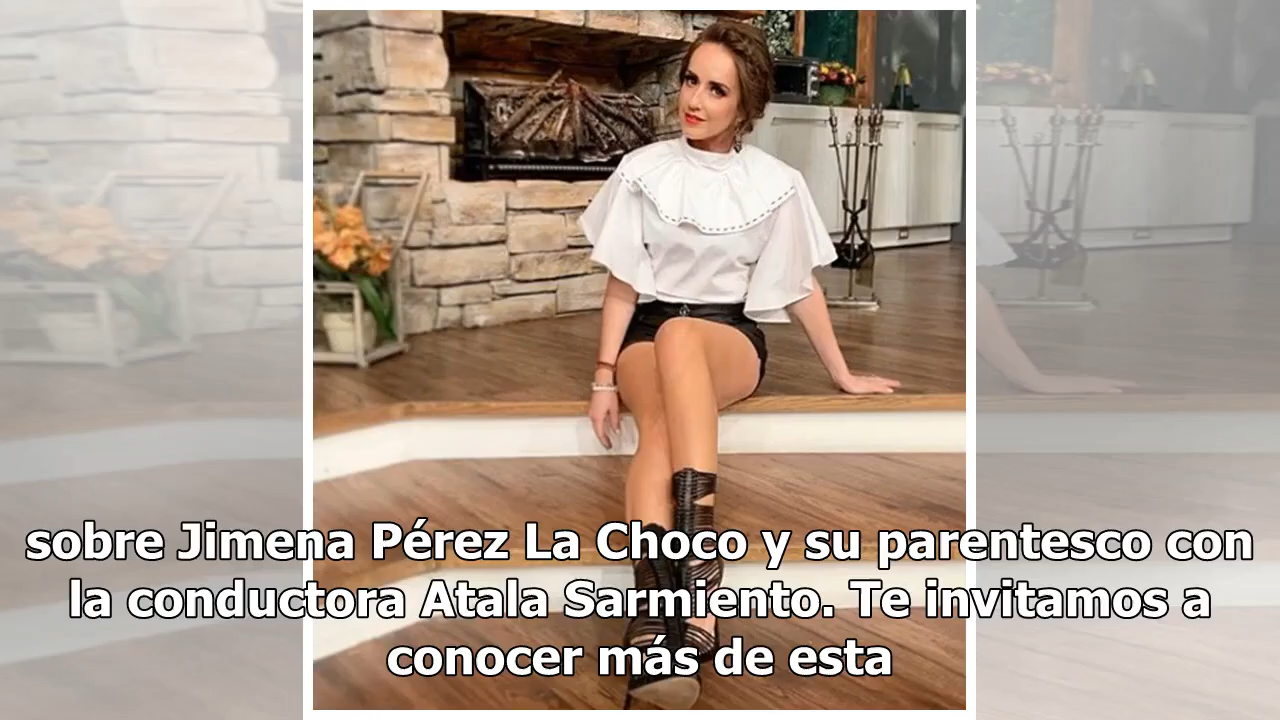 sobre Jimena Pérez La Choco y su parentesco con
la conductora Atala Sarmiento. Te invitamos a
conocer más de esta